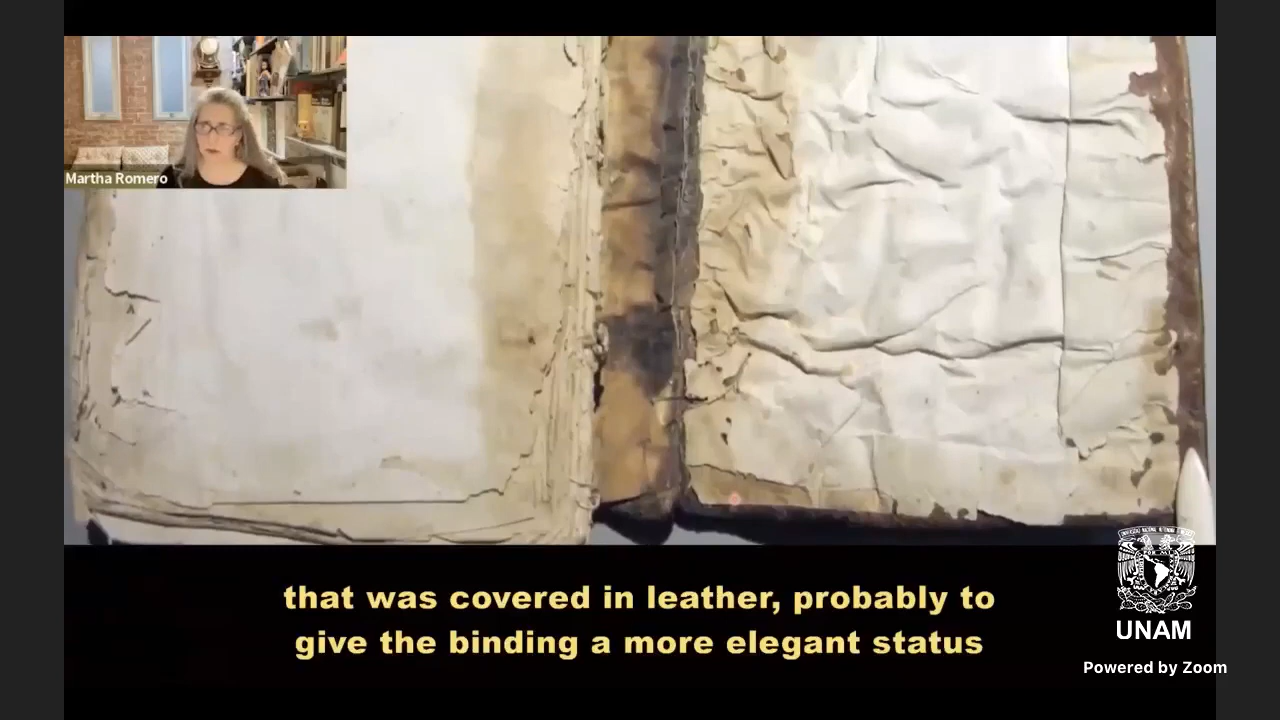 Martha Romero
A
that was covered in leather, probably to
give the binding a more elegant status
UNAM
Powered by Zoom